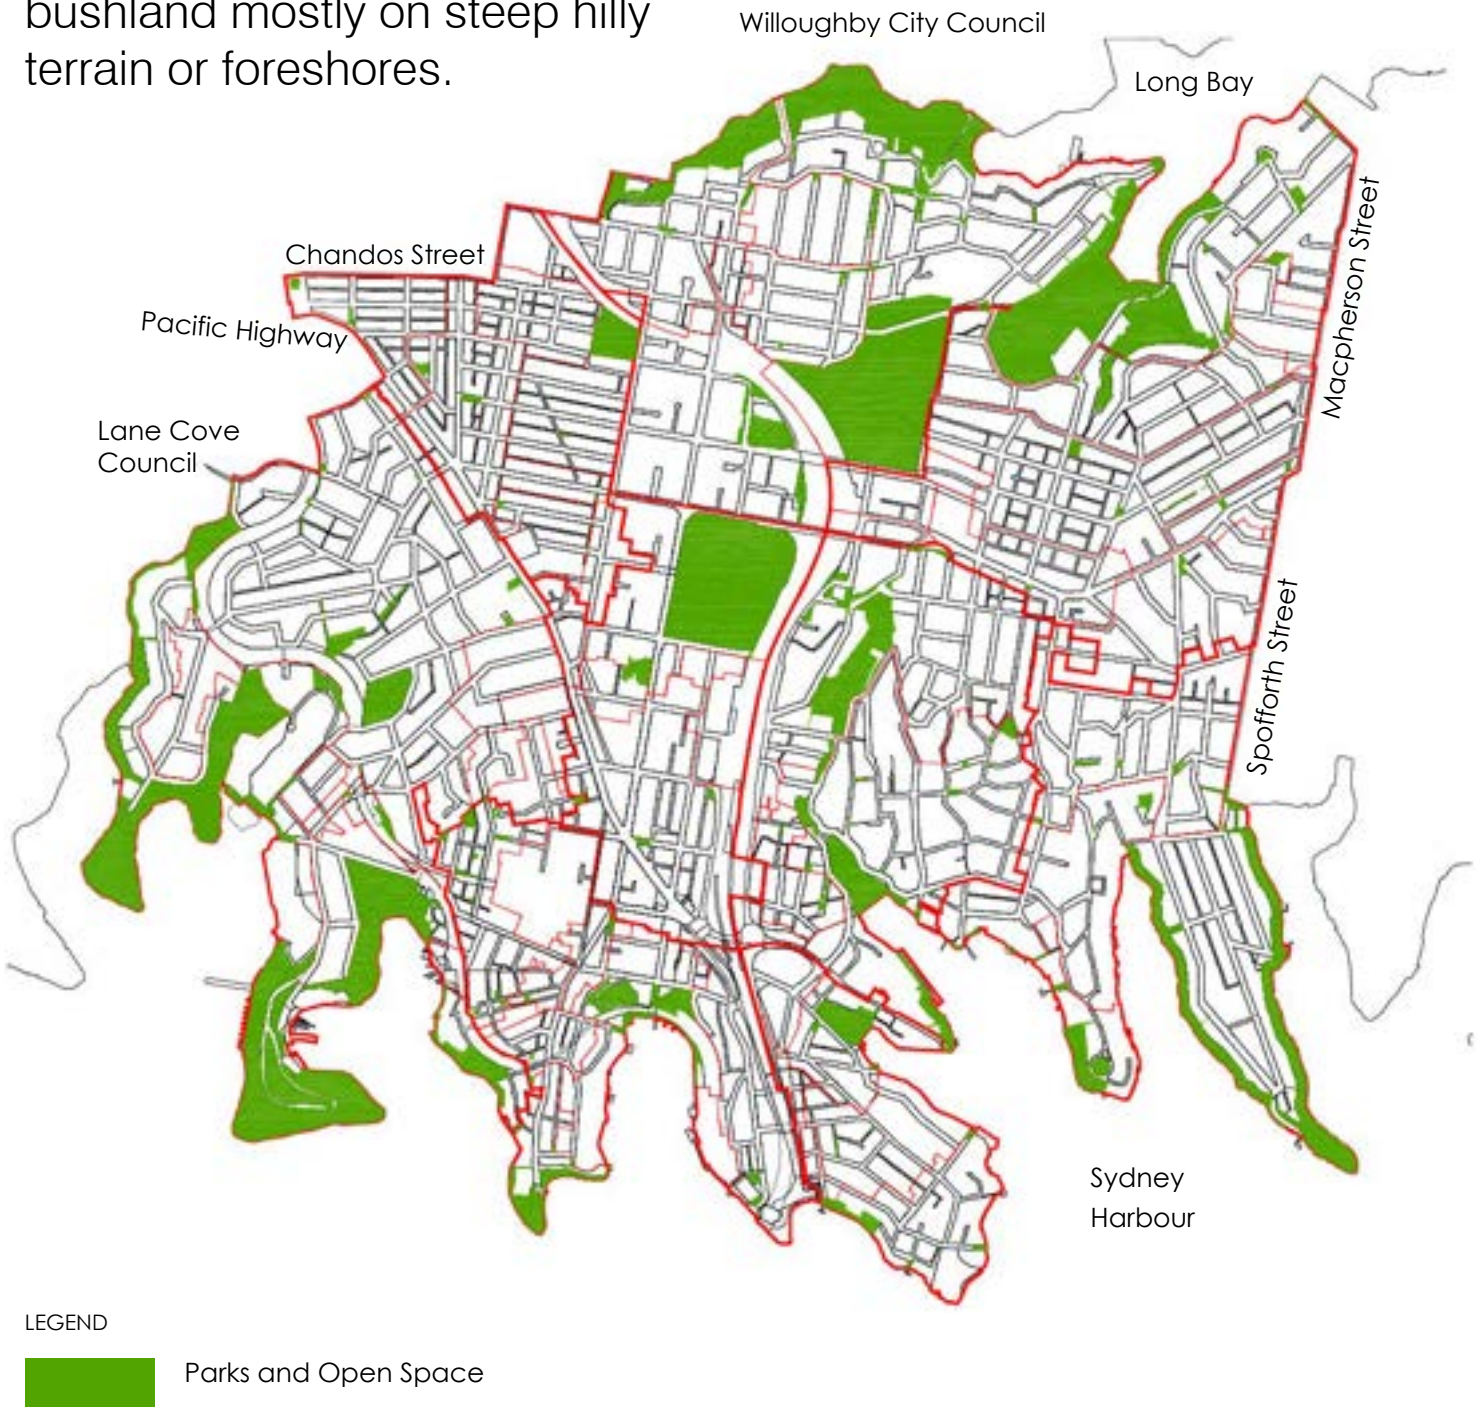 bushland mostly on steep hilly
terrain or foreshores.
Willoughby City Council
Long Bay
Chandos Street
Pacific Highway
Macpherson Street
Lane Cove
Council
Spofforth Street
Sydney
Harbour
LEGEND
Parks and Open Space